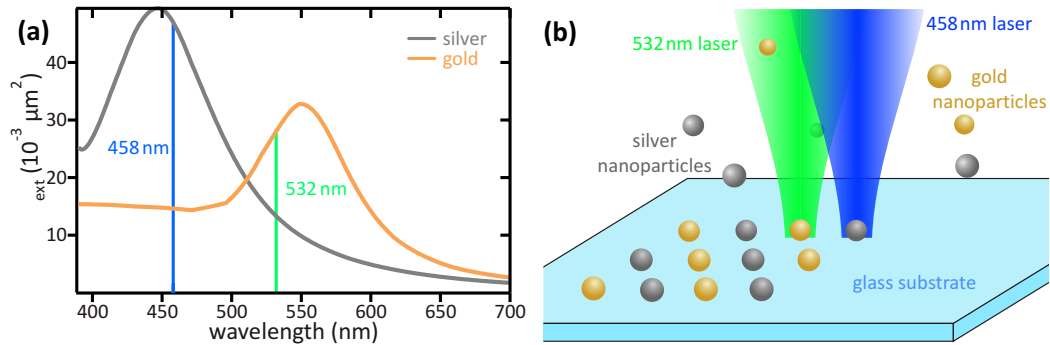 (a)
silver
gold
40
30
20
10
ext (10⁻³ µm²)
458 nm
532 nm
400 450 500 550 600 650 700
wavelength (nm)
(b)
532 nm laser
458 nm laser
gold
nanoparticles
silver
nanoparticles
glass substrate